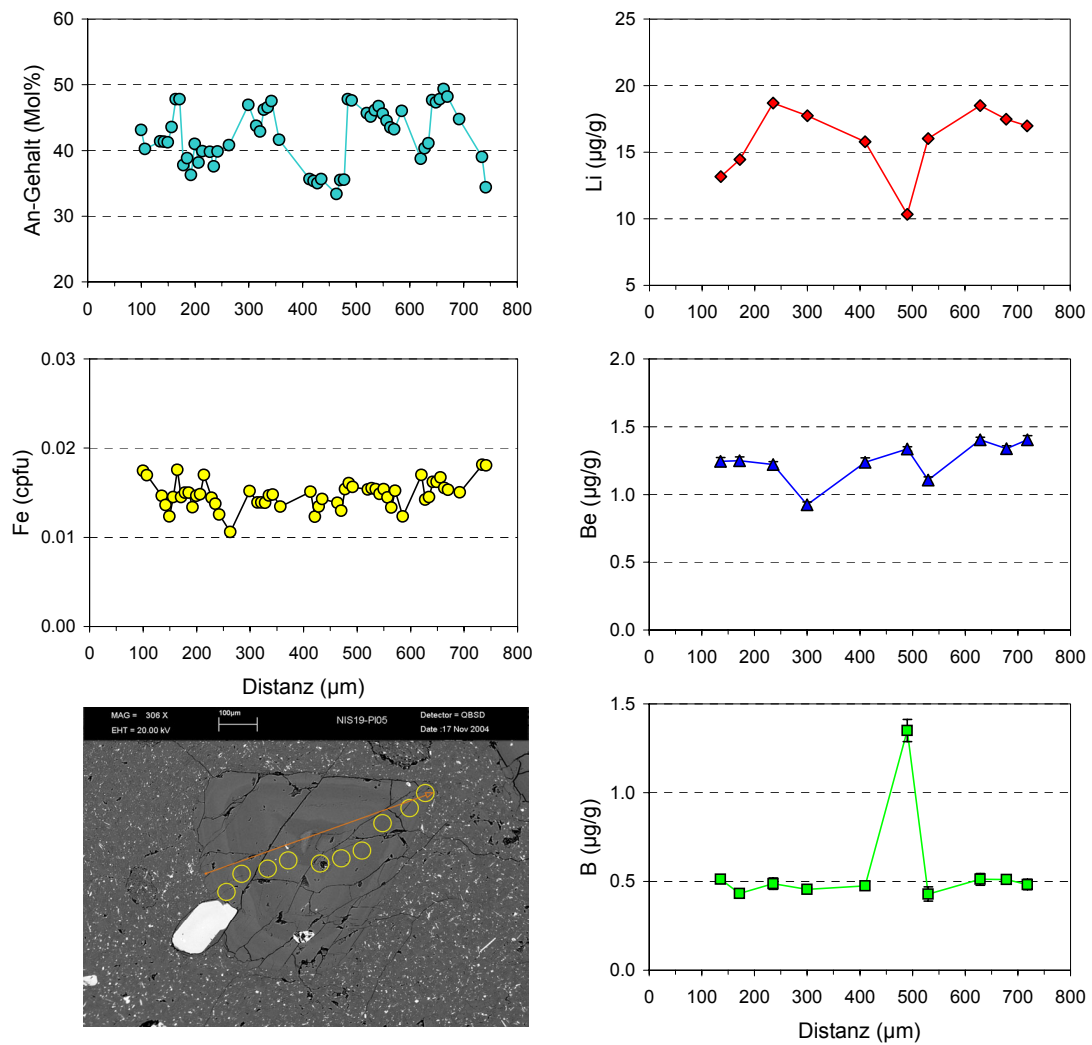 60
50
40
30
20
An-Gehalt (Mol%)
0 100 200 300 400 500 600 700 800
25
20
15
10
5
Li (µg/g)
0 100 200 300 400 500 600 700 800
0.03
0.02
0.01
0.00
Fe (cpfu)
0 100 200 300 400 500 600 700 800
Distanz (µm)
2.0
1.5
1.0
0.5
0.0
Be (µg/g)
0 100 200 300 400 500 600 700 800
MAG = 306 X 100µm NIS19-Pl05 Detector = QBSD
EHT = 20.00 kV Date :17 Nov 2004
1.5
1.0
0.5
0.0
B (µg/g)
0 100 200 300 400 500 600 700 800
Distanz (µm)